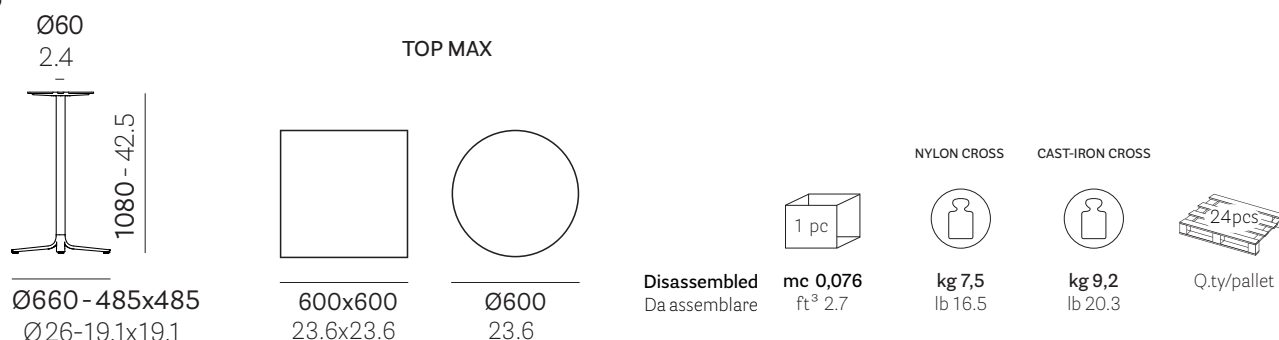 Ø60
2.4
TOP MAX
1080 - 42.5
Ø660 - 485x485
Ø26-19.1x19.1
600x600
23.6x23.6
Ø600
23.6
NYLON CROSS
CAST-IRON CROSS
1 pc
24pcs
Disassembled
Da assemblare
mc 0,076
ft³ 2.7
kg 7,5
lb 16.5
kg 9,2
lb 20.3
Q.ty/pallet